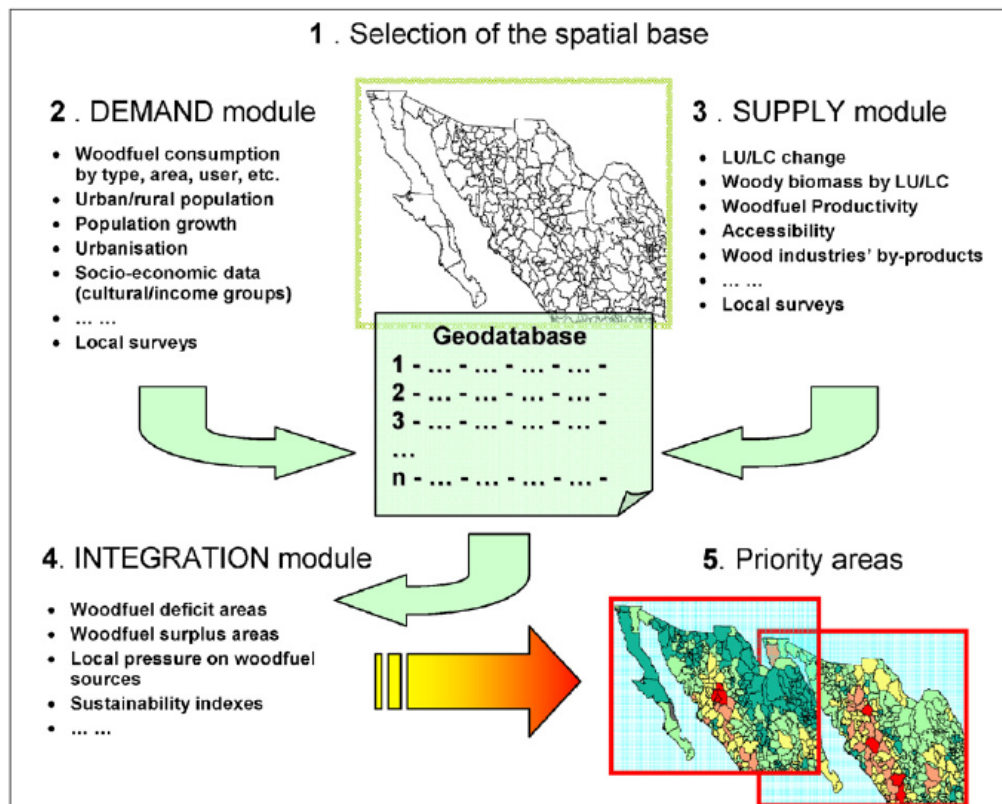 1 . Selection of the spatial base
2 . DEMAND module
• Woodfuel consumption
by type, area, user, etc.
• Urban/rural population
• Population growth
• Urbanisation
• Socio-economic data
(cultural/income groups)
• ... ...
• Local surveys
3 . SUPPLY module
• LU/LC change
• Woody biomass by LU/LC
• Woodfuel Productivity
• Accessibility
• Wood industries' by-products
• ... ...
• Local surveys
Geodatabase
1 - ... - ... - ... - ... -
2 - ... - ... - ... - ... -
3 - ... - ... - ... - ... -
...
n - ... - ... - ... - ... -
4. INTEGRATION module
• Woodfuel deficit areas
• Woodfuel surplus areas
• Local pressure on woodfuel
sources
• Sustainability indexes
• ... ...
5. Priority areas